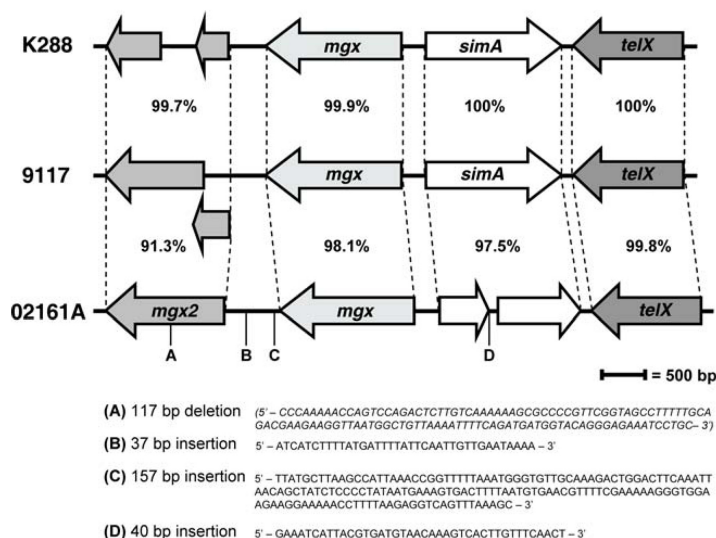 K288 mgx simA telX
99.7% 99.9% 100% 100%
9117 mgx simA telX
91.3% 98.1% 97.5% 99.8%
02161A mgx2 mgx telX
A B C D
= 500 bp
(A) 117 bp deletion (5' – CCCAAAAACCAGTCCAGACTCTTGTCAAAAAAGCGCCCCGTTCGGTAGCCTTTTTGCA
GACGAAGAAGGTTAATGGCTGTTAAAATTTTCAGATGATGGTACAGGGAGAAATCCTGC– 3')
(B) 37 bp insertion 5' – ATCATCTTTTATGATTTTATTCAATTGTTGAATAAAA – 3'
(C) 157 bp insertion 5' – TTATGCTTAAGCCATTAAACCGGTTTTTAAATGGGTGTTGCAAAGACTGGACTTCAAATT
AACAGCTATCTCCCCTATAATGAAAGTGACTTTTAATGTGAACGTTTTCGAAAAAGGGTGGA
AGAAGGAAAAACCTTTTAAGAGGTCAGTTTAAAGC – 3'
(D) 40 bp insertion 5' – GAAATCATTACGTGATGTAACAAAGTCACTTGTTTCAACT – 3'